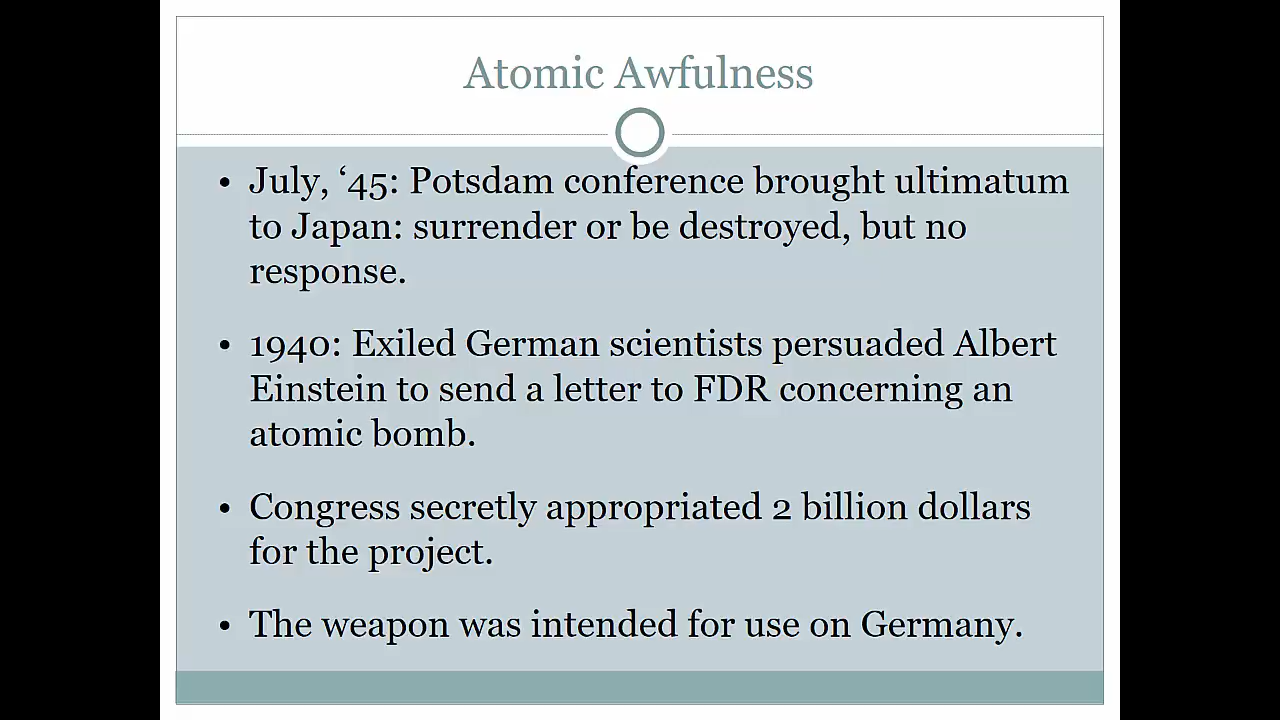 Atomic Awfulness
• July, ‘45: Potsdam conference brought ultimatum
to Japan: surrender or be destroyed, but no
response.
• 1940: Exiled German scientists persuaded Albert
Einstein to send a letter to FDR concerning an
atomic bomb.
• Congress secretly appropriated 2 billion dollars
for the project.
• The weapon was intended for use on Germany.